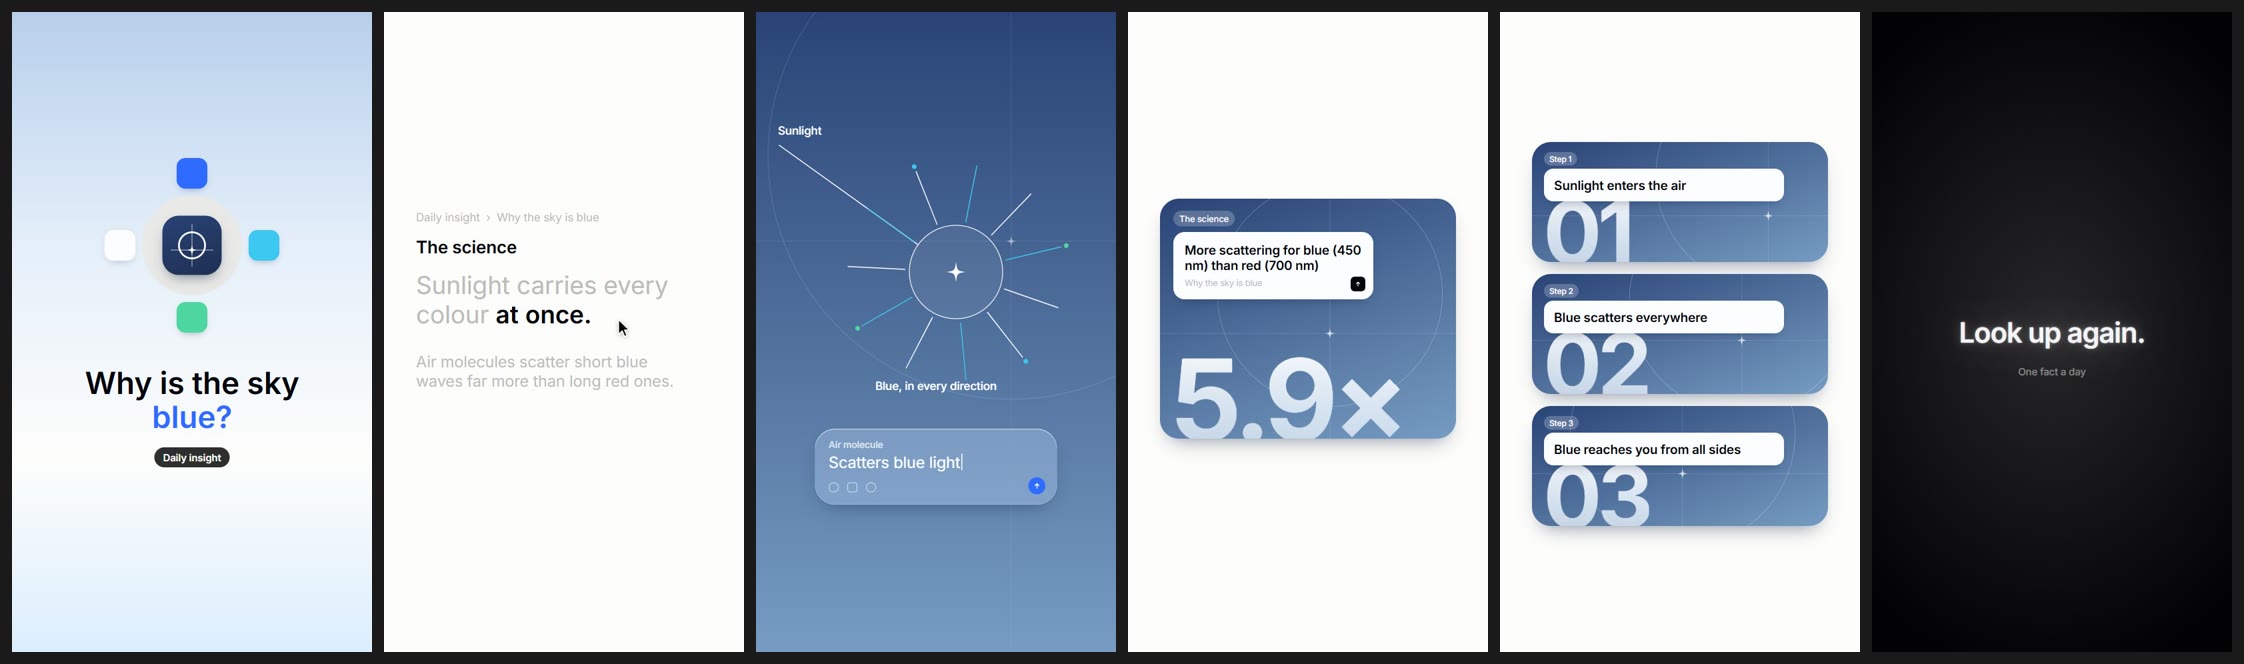 Why is the sky
blue?
Daily insight
Daily insight › Why the sky is blue
The science
Sunlight carries every
colour at once.
Air molecules scatter short blue
waves far more than long red ones.
Sunlight
Blue, in every direction
Air molecule
Scatters blue light
The science
More scattering for blue (450
nm) than red (700 nm)
Why the sky is blue
5.9×
Step 1
Sunlight enters the air
01
Step 2
Blue scatters everywhere
02
Step 3
Blue reaches you from all sides
03
Look up again.
One fact a day